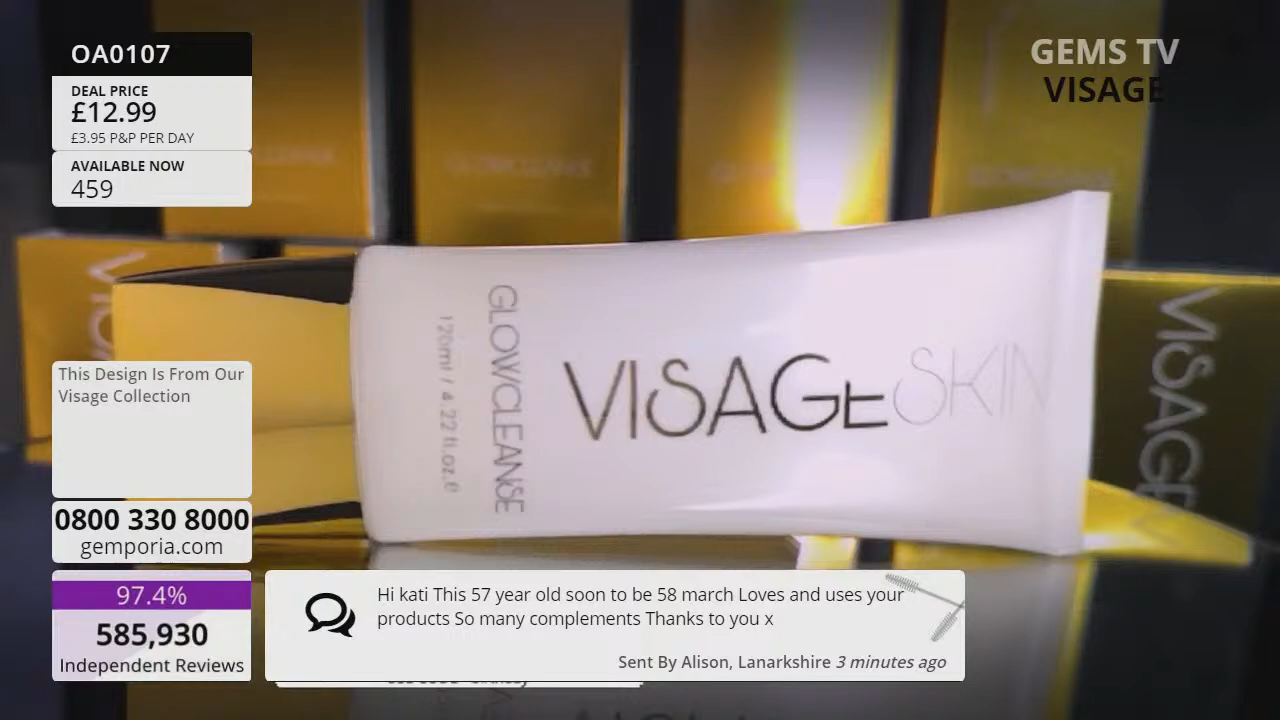 OA0107
DEAL PRICE
£12.99
£3.95 P&P PER DAY
AVAILABLE NOW
459
GEMS TV
VISAGE
GLOWCLEANSE
120ml / 4.22 fl.oz.e
VISAGE SKIN
VISAGE
This Design Is From Our
Visage Collection
0800 330 8000
gemporia.com
97.4%
585,930
Independent Reviews
Hi kati This 57 year old soon to be 58 march Loves and uses your
products So many complements Thanks to you x
Sent By Alison, Lanarkshire 3 minutes ago